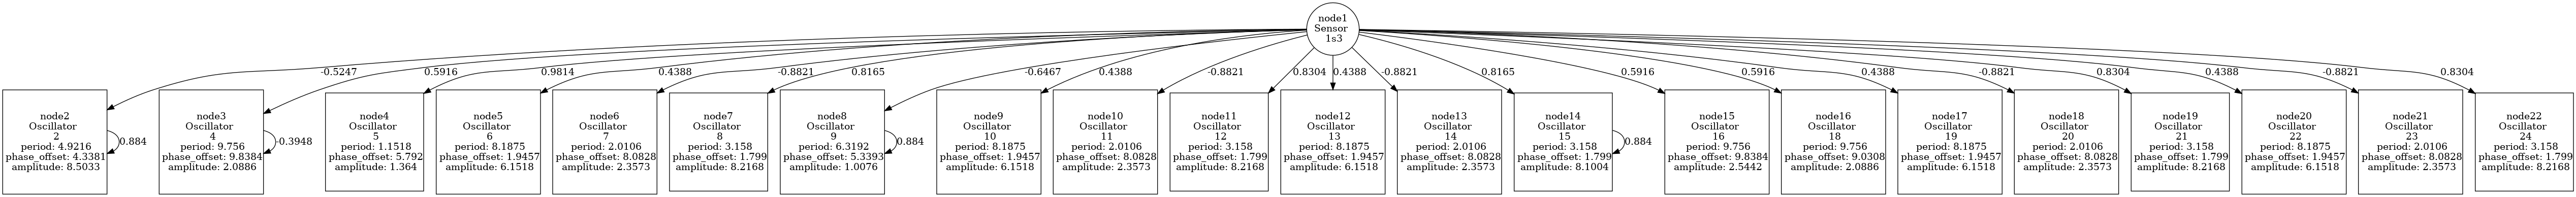 node1
Sensor
1s3
-0.5247
0.5916
0.9814
0.4388
-0.8821
0.8165
-0.6467
0.4388
-0.8821
0.8304
0.4388
-0.8821
0.8165
0.5916
0.5916
0.4388
-0.8821
0.8304
0.4388
-0.8821
0.8304
node2
Oscillator
2
period: 4.9216
phase_offset: 4.3381
amplitude: 8.5033
0.884
node3
Oscillator
4
period: 9.756
phase_offset: 9.8384
amplitude: 2.0886
-0.3948
node4
Oscillator
5
period: 1.1518
phase_offset: 5.792
amplitude: 1.364
node5
Oscillator
6
period: 8.1875
phase_offset: 1.9457
amplitude: 6.1518
node6
Oscillator
7
period: 2.0106
phase_offset: 8.0828
amplitude: 2.3573
node7
Oscillator
8
period: 3.158
phase_offset: 1.799
amplitude: 8.2168
node8
Oscillator
9
period: 6.3192
phase_offset: 5.3393
amplitude: 1.0076
0.884
node9
Oscillator
10
period: 8.1875
phase_offset: 1.9457
amplitude: 6.1518
node10
Oscillator
11
period: 2.0106
phase_offset: 8.0828
amplitude: 2.3573
node11
Oscillator
12
period: 3.158
phase_offset: 1.799
amplitude: 8.2168
node12
Oscillator
13
period: 8.1875
phase_offset: 1.9457
amplitude: 6.1518
node13
Oscillator
14
period: 2.0106
phase_offset: 8.0828
amplitude: 2.3573
node14
Oscillator
15
period: 3.158
phase_offset: 1.799
amplitude: 8.1004
0.884
node15
Oscillator
16
period: 9.756
phase_offset: 9.8384
amplitude: 2.5442
node16
Oscillator
18
period: 9.756
phase_offset: 9.0308
amplitude: 2.0886
node17
Oscillator
19
period: 8.1875
phase_offset: 1.9457
amplitude: 6.1518
node18
Oscillator
20
period: 2.0106
phase_offset: 8.0828
amplitude: 2.3573
node19
Oscillator
21
period: 3.158
phase_offset: 1.799
amplitude: 8.2168
node20
Oscillator
22
period: 8.1875
phase_offset: 1.9457
amplitude: 6.1518
node21
Oscillator
23
period: 2.0106
phase_offset: 8.0828
amplitude: 2.3573
node22
Oscillator
24
period: 3.158
phase_offset: 1.799
amplitude: 8.2168